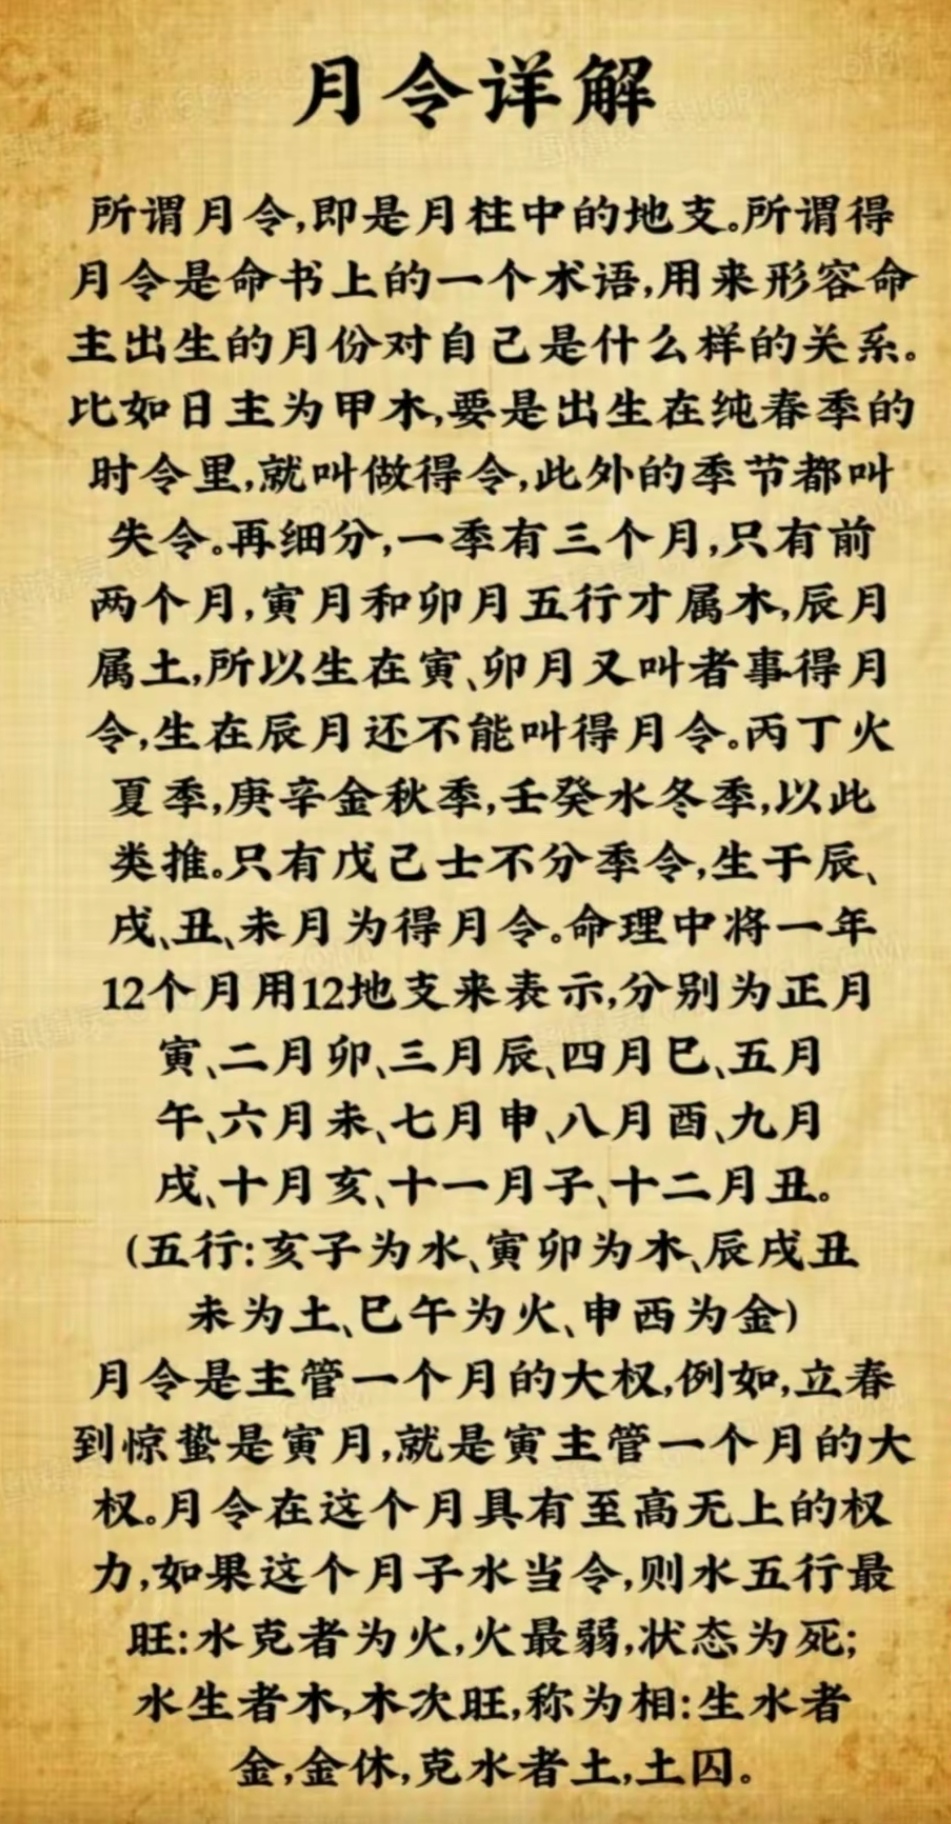 月令详解
所谓月令,即是月柱中的地支。所谓得
月令是命书上的一个术语,用来形容命
主出生的月份对自己是什么样的关系。
比如日主为甲木,要是出生在纯春季的
时令里,就叫做得令,此外的季节都叫
失令。再细分,一季有三个月,只有前
两个月,寅月和卯月五行才属木,辰月
属土,所以生在寅、卯月又叫者事得月
令,生在辰月还不能叫得月令。丙丁火
夏季,庚辛金秋季,壬癸水冬季,以此
类推。只有戊己士不分季令,生于辰、
戌、丑、未月为得月令。命理中将一年
12个月用12地支来表示,分别为正月
寅、二月卯、三月辰、四月巳、五月
午、六月未、七月申、八月酉、九月
戌、十月亥、十一月子、十二月丑。
(五行:亥子为水、寅卯为木、辰戌丑
未为土、巳午为火、申西为金)
月令是主管一个月的大权,例如,立春
到惊蛰是寅月,就是寅主管一个月的大
权。月令在这个月具有至高无上的权
力,如果这个月子水当令,则水五行最
旺:水克者为火,火最弱,状态为死;
水生者木,木次旺,称为相:生水者
金,金休,克水者土,土囚。